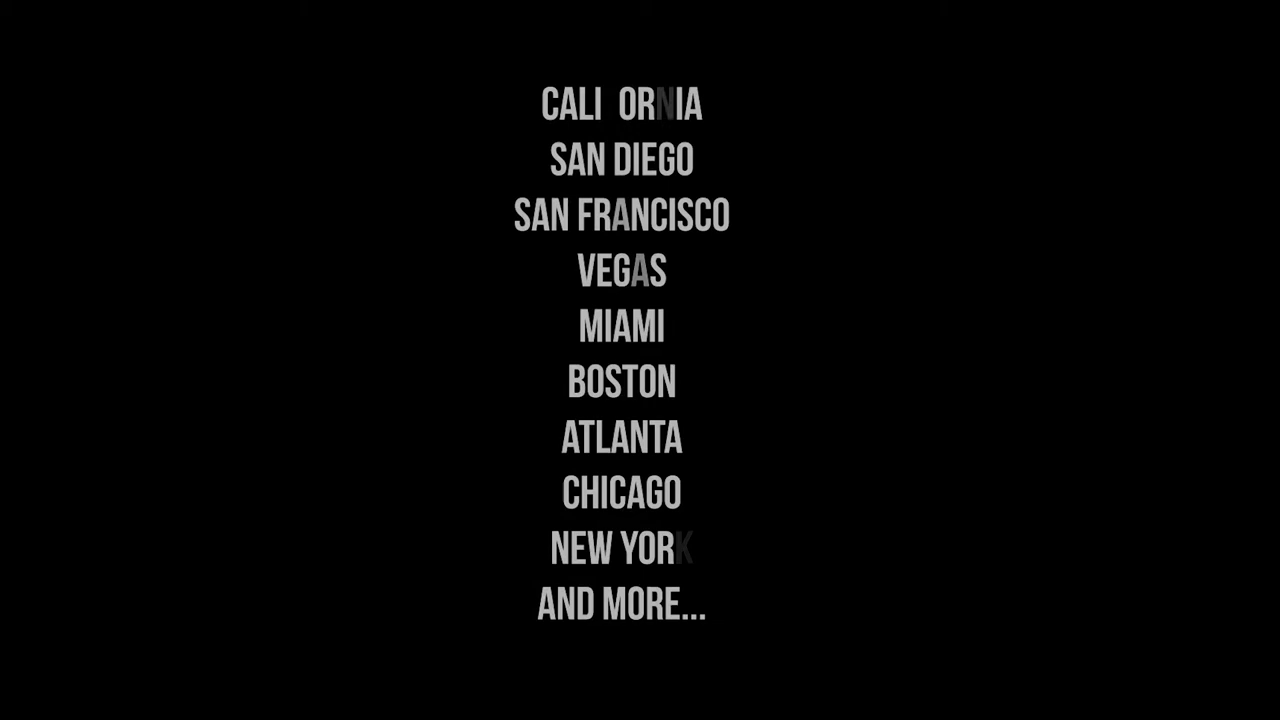 CALI ORNIA
SAN DIEGO
SAN FRANCISCO
VEGAS
MIAMI
BOSTON
ATLANTA
CHICAGO
NEW YORK
AND MORE...